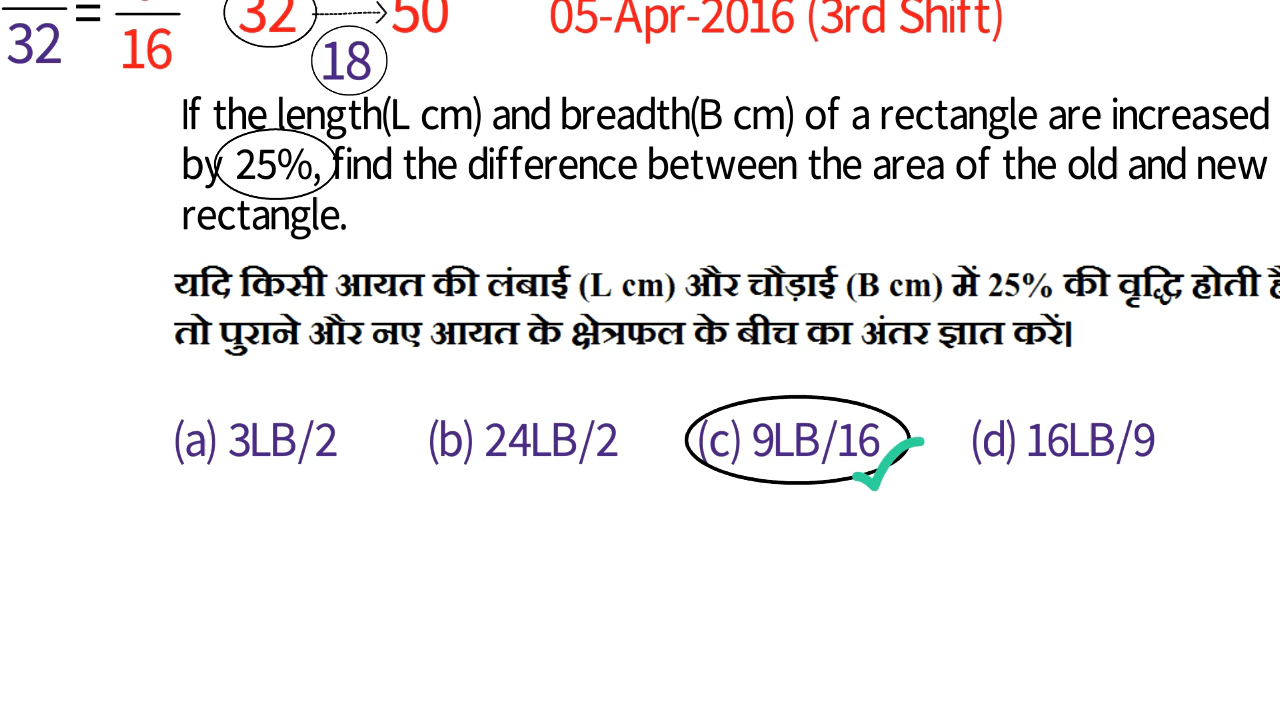 32 = 16 32 50 05-Apr-2016 (3rd Shift)
18
If the length(L cm) and breadth(B cm) of a rectangle are increased
by 25%, find the difference between the area of the old and new
rectangle.
यदि किसी आयत की लंबाई (L cm) और चौड़ाई (B cm) में 25% की वृद्धि होती
तो पुराने और नए आयत के क्षेत्रफल के बीच का अंतर ज्ञात करें।
(a) 3LB/2 (b) 24LB/2 (c) 9LB/16 (d) 16LB/9